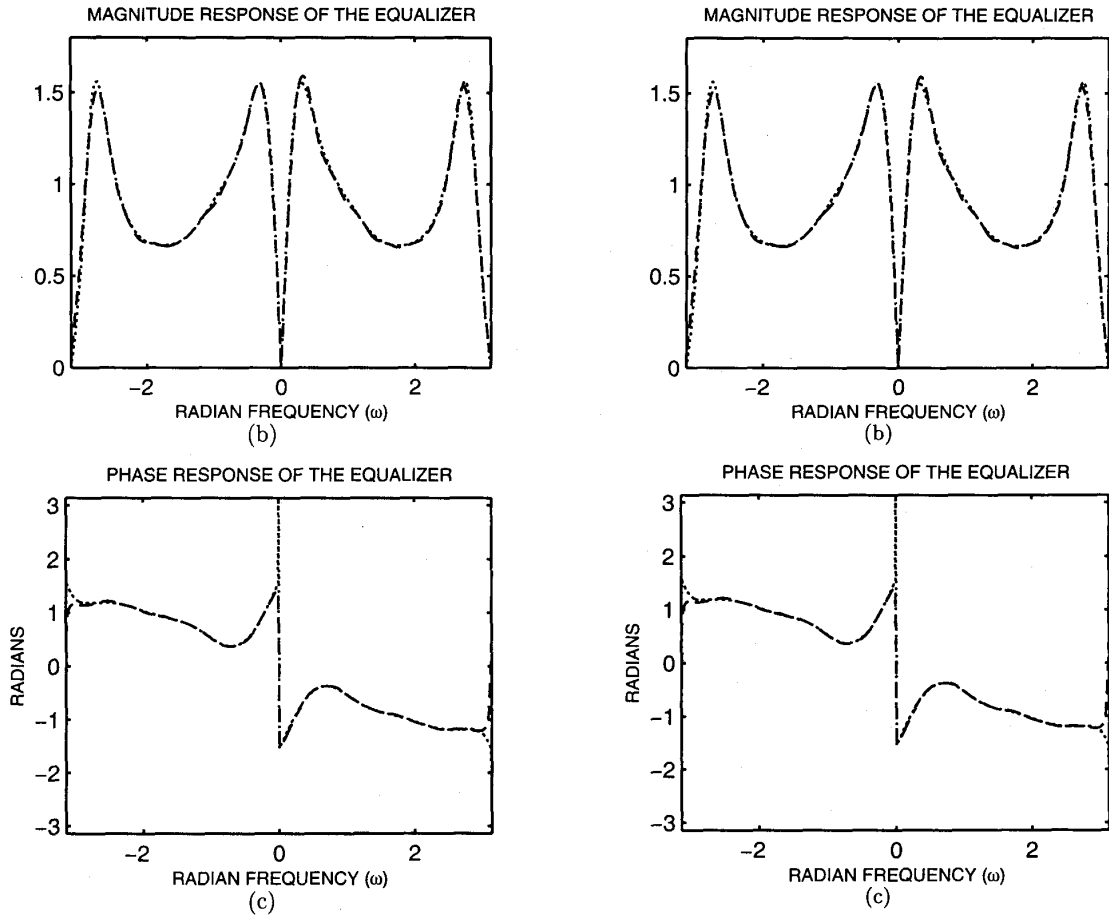 MAGNITUDE RESPONSE OF THE EQUALIZER
1.5
1
0.5
0
−2
0
2
RADIAN FREQUENCY (ω)
(b)
MAGNITUDE RESPONSE OF THE EQUALIZER
1.5
1
0.5
0
−2
0
2
RADIAN FREQUENCY (ω)
(b)
PHASE RESPONSE OF THE EQUALIZER
RADIANS
3
2
1
0
−1
−2
−3
−2
0
2
RADIAN FREQUENCY (ω)
(c)
PHASE RESPONSE OF THE EQUALIZER
RADIANS
3
2
1
0
−1
−2
−3
−2
0
2
RADIAN FREQUENCY (ω)
(c)